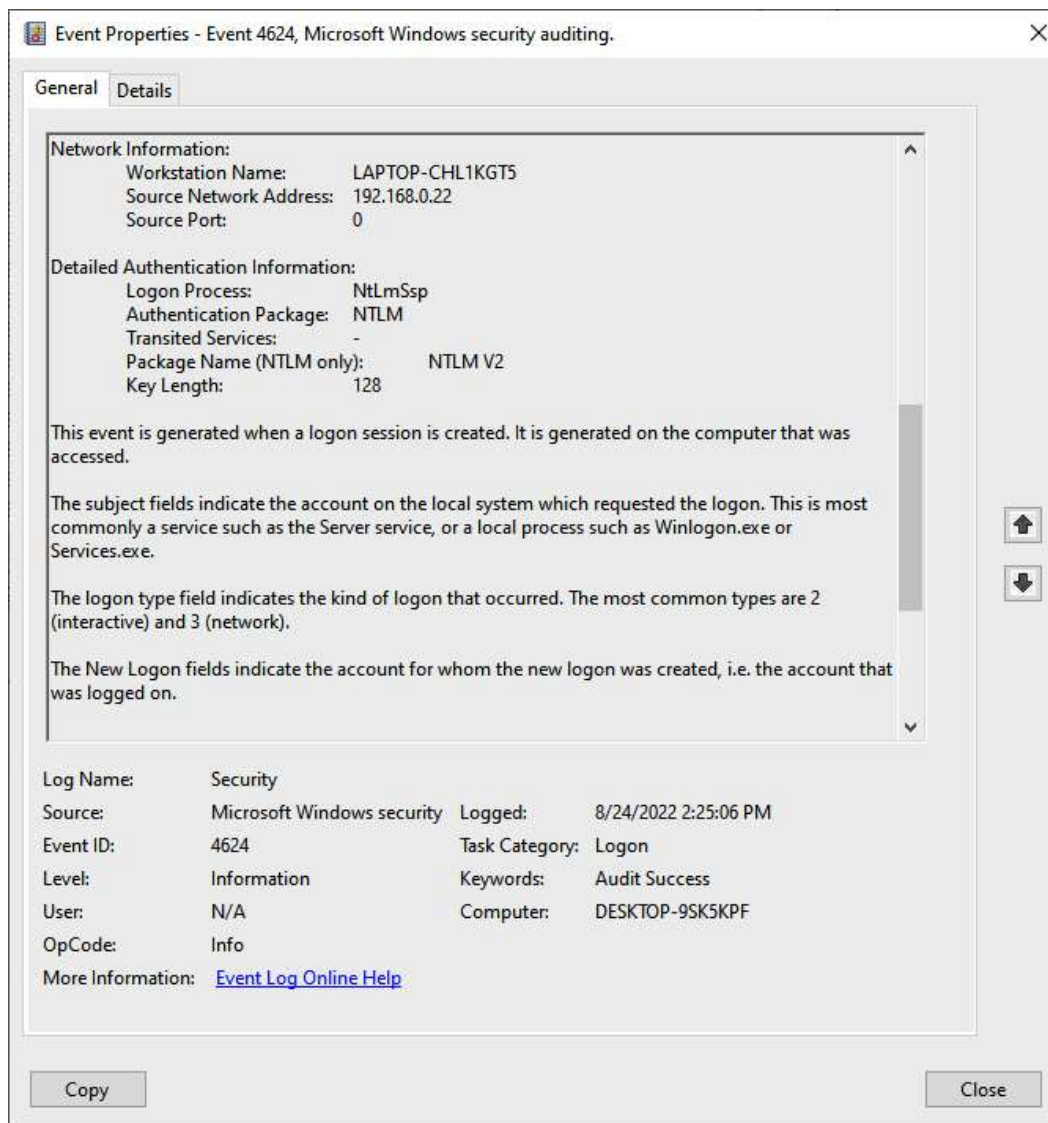 Event Properties - Event 4624, Microsoft Windows security auditing.
General Details
Network Information:
Workstation Name: LAPTOP-CHL1KGT5
Source Network Address: 192.168.0.22
Source Port: 0
Detailed Authentication Information:
Logon Process: NtLmSsp
Authentication Package: NTLM
Transited Services: -
Package Name (NTLM only): NTLM V2
Key Length: 128
This event is generated when a logon session is created. It is generated on the computer that was
accessed.
The subject fields indicate the account on the local system which requested the logon. This is most
commonly a service such as the Server service, or a local process such as Winlogon.exe or
Services.exe.
The logon type field indicates the kind of logon that occurred. The most common types are 2
(interactive) and 3 (network).
The New Logon fields indicate the account for whom the new logon was created, i.e. the account that
was logged on.
Log Name: Security
Source: Microsoft Windows security Logged: 8/24/2022 2:25:06 PM
Event ID: 4624 Task Category: Logon
Level: Information Keywords: Audit Success
User: N/A Computer: DESKTOP-9SK5KPF
OpCode: Info
More Information: Event Log Online Help
Copy Close